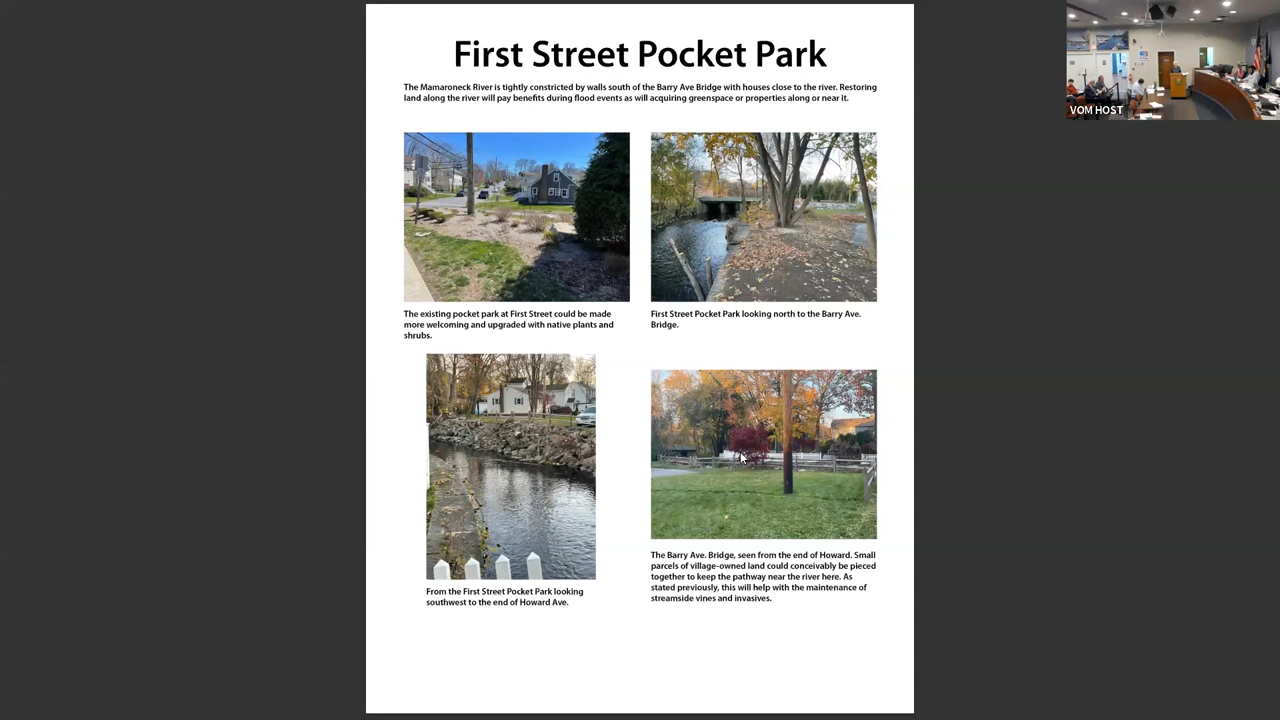 First Street Pocket Park
The Mamaroneck River is tightly constricted by walls south of the Barry Ave Bridge with houses close to the river. Restoring
land along the river will pay benefits during flood events as will acquiring greenspace or properties along or near it.
VOM HOST
The existing pocket park at First Street could be made
more welcoming and upgraded with native plants and
shrubs.
First Street Pocket Park looking north to the Barry Ave.
Bridge.
From the First Street Pocket Park looking
southwest to the end of Howard Ave.
The Barry Ave. Bridge, seen from the end of Howard. Small
parcels of village-owned land could conceivably be pieced
together to keep the pathway near the river here. As
stated previously, this will help with the maintenance of
streamside vines and invasives.